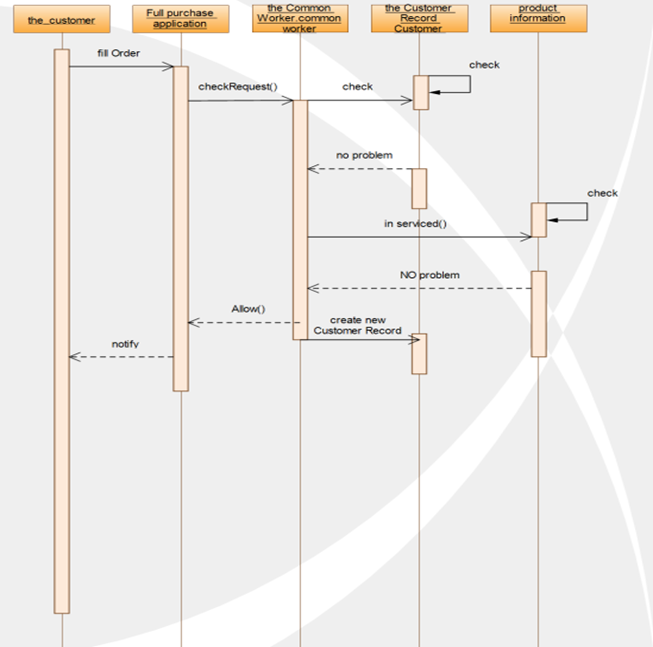 the_customer
Full purchase
application
the Common
Worker.common
worker
the Customer
Record
Customer
product
information
fill Order
check
checkRequest()
check
no problem
check
in serviced()
NO problem
Allow()
create new
Customer Record
notify